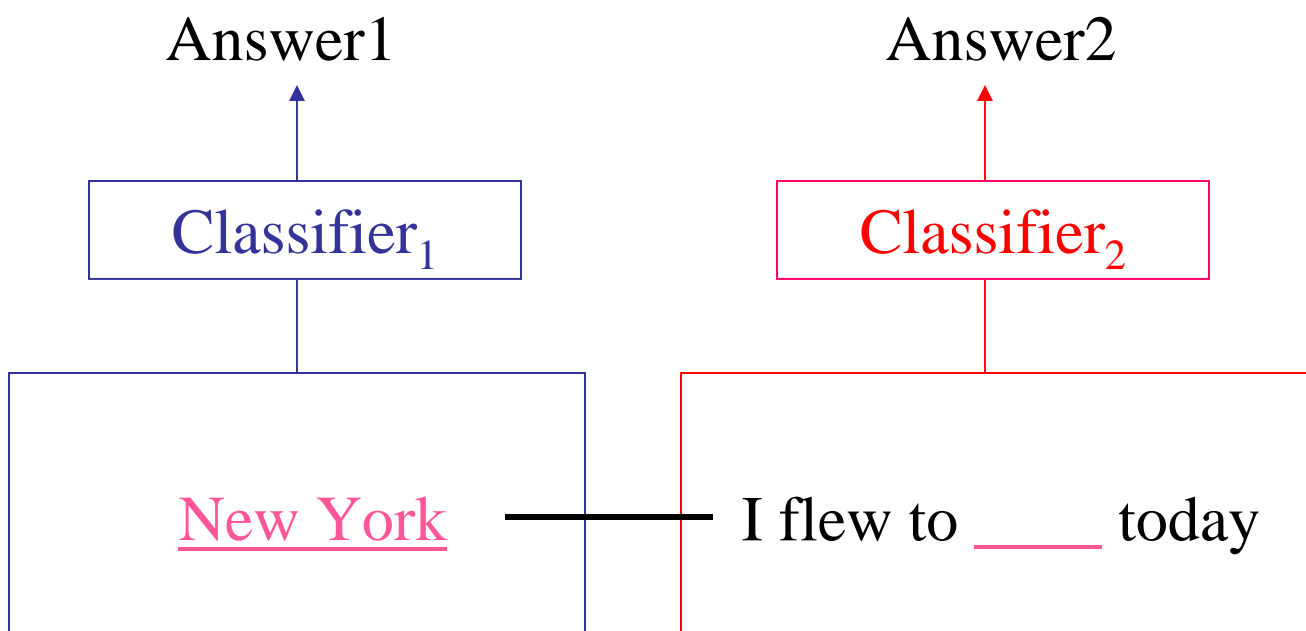 Answer1
Answer2
Classifier1
Classifier2
New York
I flew to ____ today